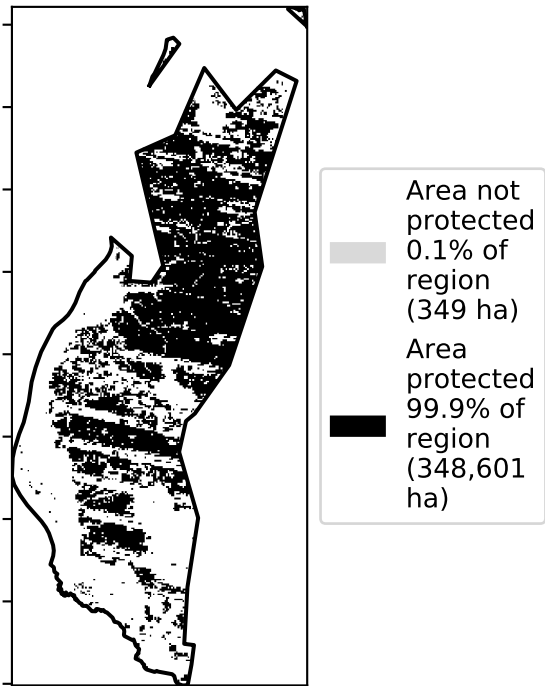 Area not
protected
0.1% of
region
(349 ha)
Area
protected
99.9% of
region
(348,601
ha)